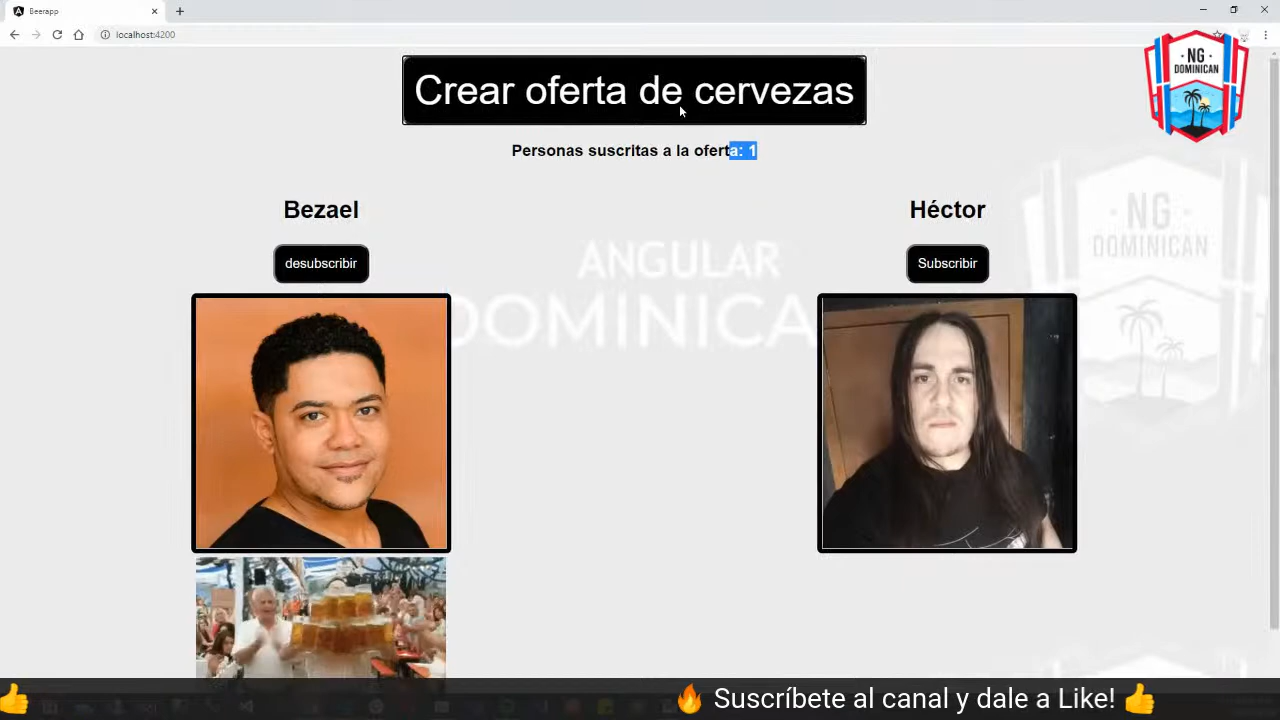 Beerapp
localhost:4200
· NG ·
DOMINICAN
Crear oferta de cervezas
Personas suscritas a la oferta: 1
Bezael
Héctor
desubscribir
Subscribir
· NG ·
DOMINICAN
ANGULAR
DOMINICA
Suscríbete al canal y dale a Like!